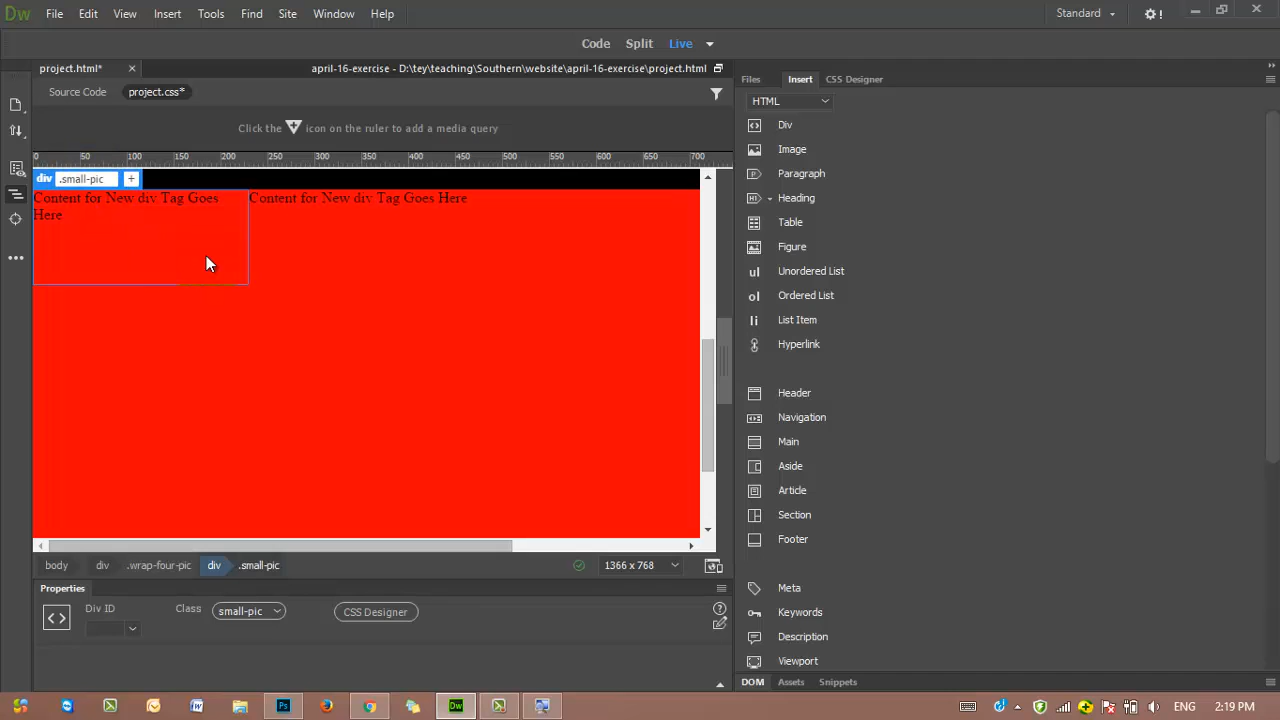 Dw File Edit View Insert Tools Find Site Window Help Standard !
Code Split Live
project.html* april-16-exercise - D:\tey\teaching\Southern\website\april-16-exercise\project.html
Source Code project.css*
Click the icon on the ruler to add a media query
0 50 100 150 200 250 300 350 400 450 500 550 600 650 700
div .small-pic +
Content for New div Tag Goes Here
Content for New div Tag Goes Here
body div .wrap-four-pic div .small-pic 1366 x 768
Properties
Div ID Class small-pic CSS Designer
Files Insert CSS Designer
HTML
Div
Image
Paragraph
Heading
Table
Figure
ul Unordered List
ol Ordered List
li List Item
Hyperlink
Header
Navigation
Main
Aside
Article
Section
Footer
Meta
Keywords
Description
Viewport
DOM Assets Snippets
ENG 2:19 PM